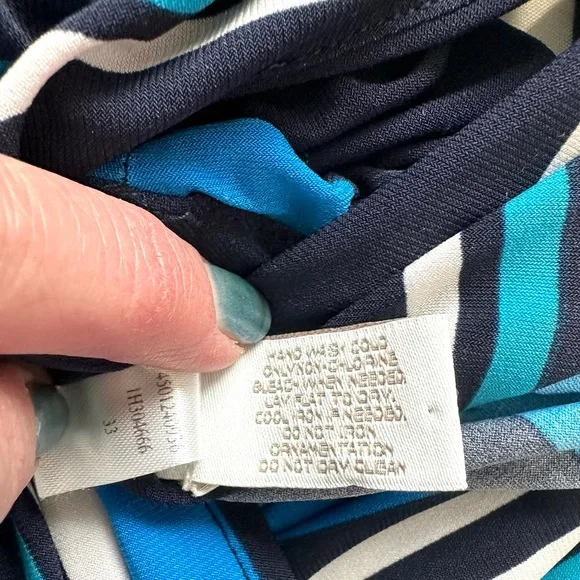 HAND WASH COLD
ONLY.NON-CHLORINE
BLEACH WHEN NEEDED.
LAY FLAT TO DRY.
COOL IRON IF NEEDED.
DO NOT IRON
ORNAMENTATION
DO NOT DRY CLEAN
33